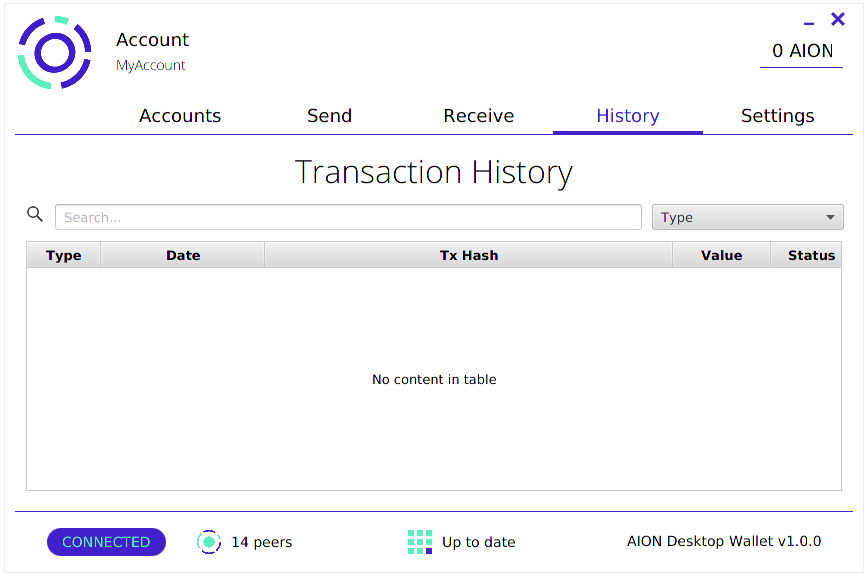 Account
MyAccount
0 AION
Accounts Send Receive History Settings
Transaction History
Search... Type
Type Date Tx Hash Value Status
No content in table
CONNECTED 14 peers Up to date AION Desktop Wallet v1.0.0